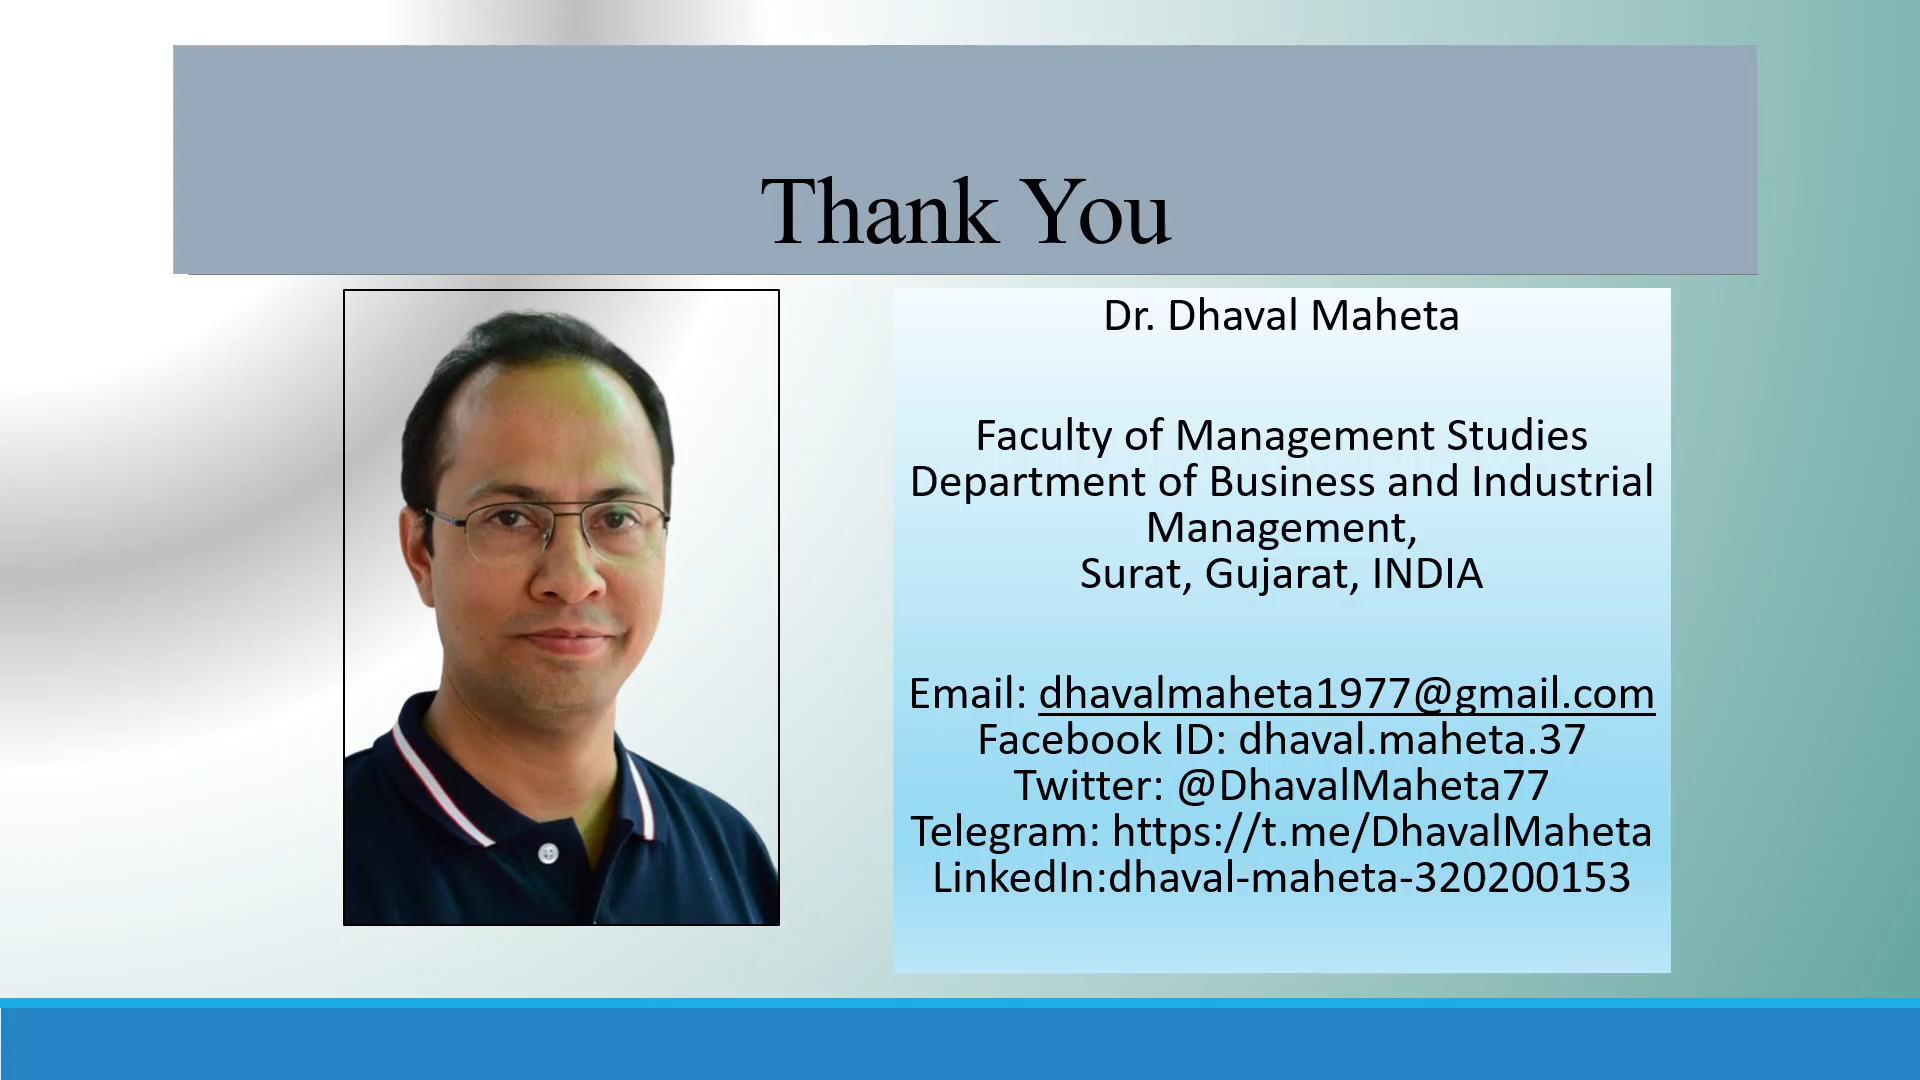 Thank You
Dr. Dhaval Maheta
Faculty of Management Studies
Department of Business and Industrial
Management,
Surat, Gujarat, INDIA
Email: dhavalmaheta1977@gmail.com
Facebook ID: dhaval.maheta.37
Twitter: @DhavalMaheta77
Telegram: https://t.me/DhavalMaheta
LinkedIn:dhaval-maheta-320200153